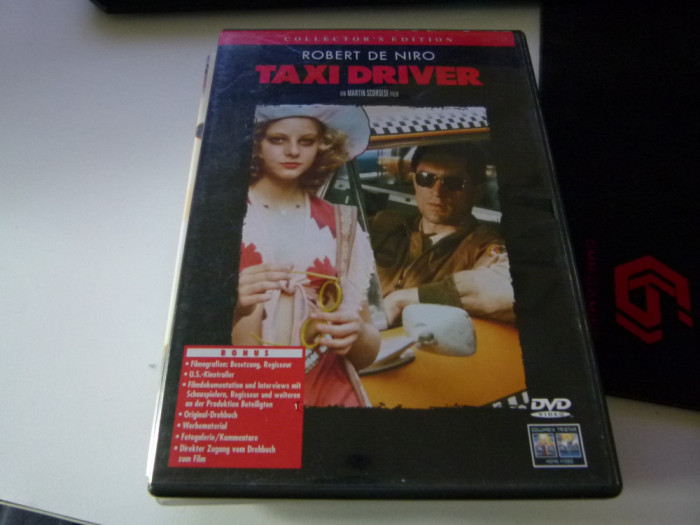 COLLECTOR'S EDITION
ROBERT DE NIRO
TAXI DRIVER
EIN MARTIN SCORSESE FILM
BONUS
• Filmografien: Besetzung, Regisseur
• U.S.-Kinotrailer
• Filmdokumentation und Interviews mit
Schauspielern, Regisseur und weiteren
an der Produktion Beteiligten
• Original-Drehbuch
• Werbematerial
• Fotogalerie/Kommentare
• Direkter Zugang vom Drehbuch
zum Film
DVD
VIDEO
COLUMBIA TRISTAR
HOME VIDEO